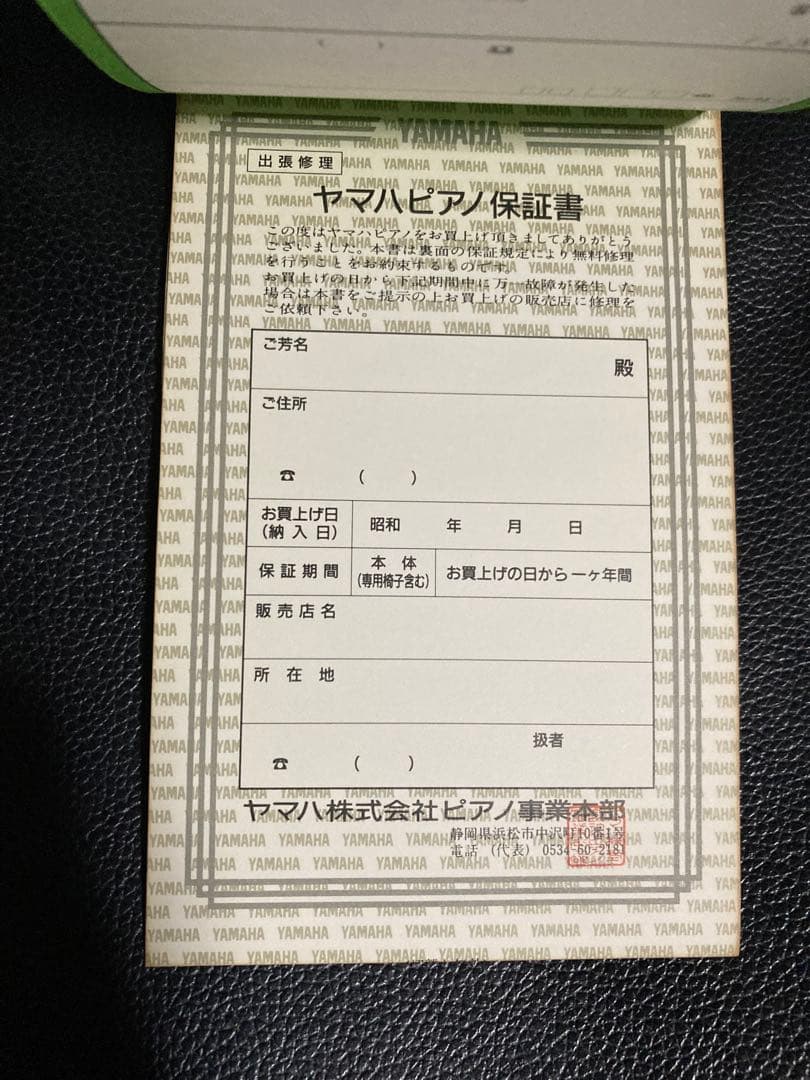 YAMAHA
出張修理
ヤマハピアノ保証書
この度はヤマハピアノをお買上げ頂きましてありがとう
ございました。本書は裏面の保証規定により無料修理
を行うことをお約束するものです。
お買上げの日から下記期間中に万一故障が発生した
場合は本書をご提示の上お買上げの販売店に修理を
ご依頼下さい。
ご芳名
殿
ご住所
☎ ( )
お買上げ日
(納入日)
昭和 年 月 日
保証期間
本体
(専用椅子含む)
お買上げの日から一ヶ年間
販売店名
所在地
扱者
☎ ( )
ヤマハ株式会社ピアノ事業本部
静岡県浜松市中沢町10番1号
電話 (代表) 0534-60-2181